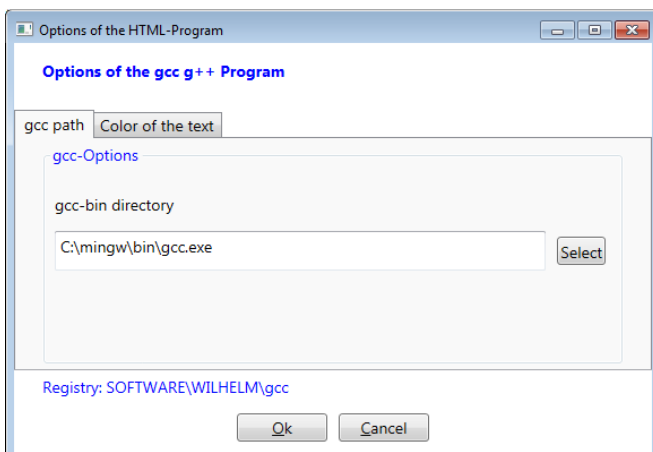 Options of the HTML-Program
Options of the gcc g++ Program
gcc path Color of the text
gcc-Options
gcc-bin directory
C:\mingw\bin\gcc.exe
Select
Registry: SOFTWARE\WILHELM\gcc
Ok Cancel